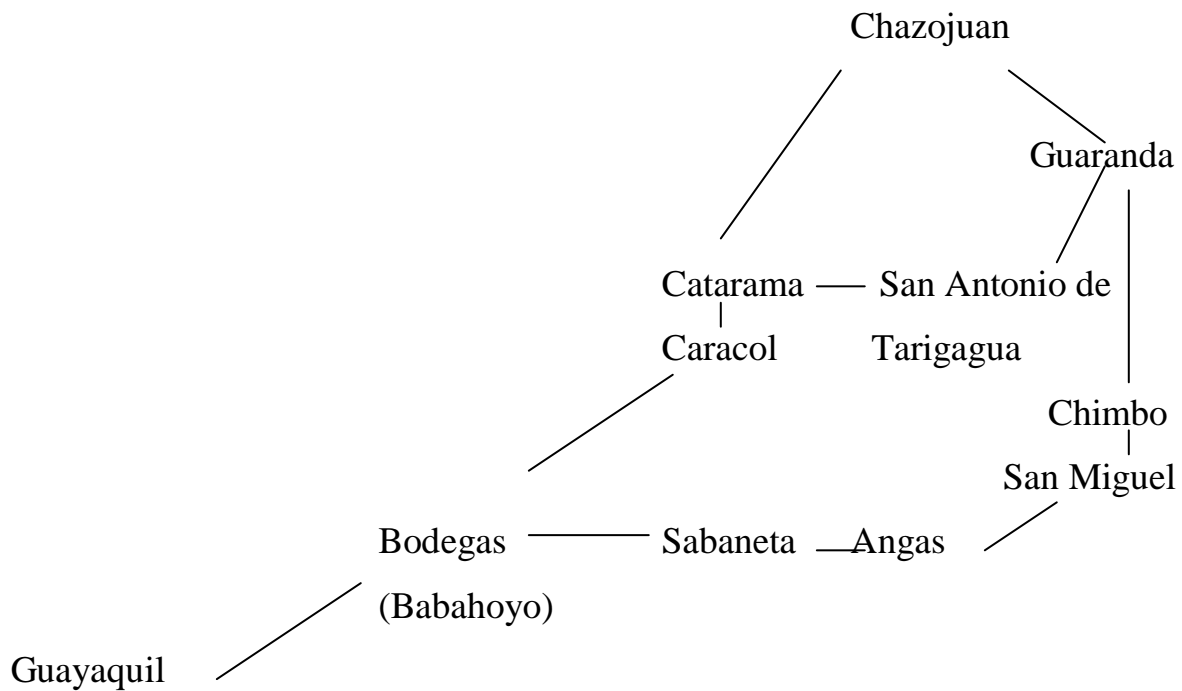 Chazojuan
Guaranda
Catarama
San Antonio de
Caracol
Tarigagua
Chimbo
San Miguel
Bodegas
Sabaneta
Angas
(Babahoyo)
Guayaquil